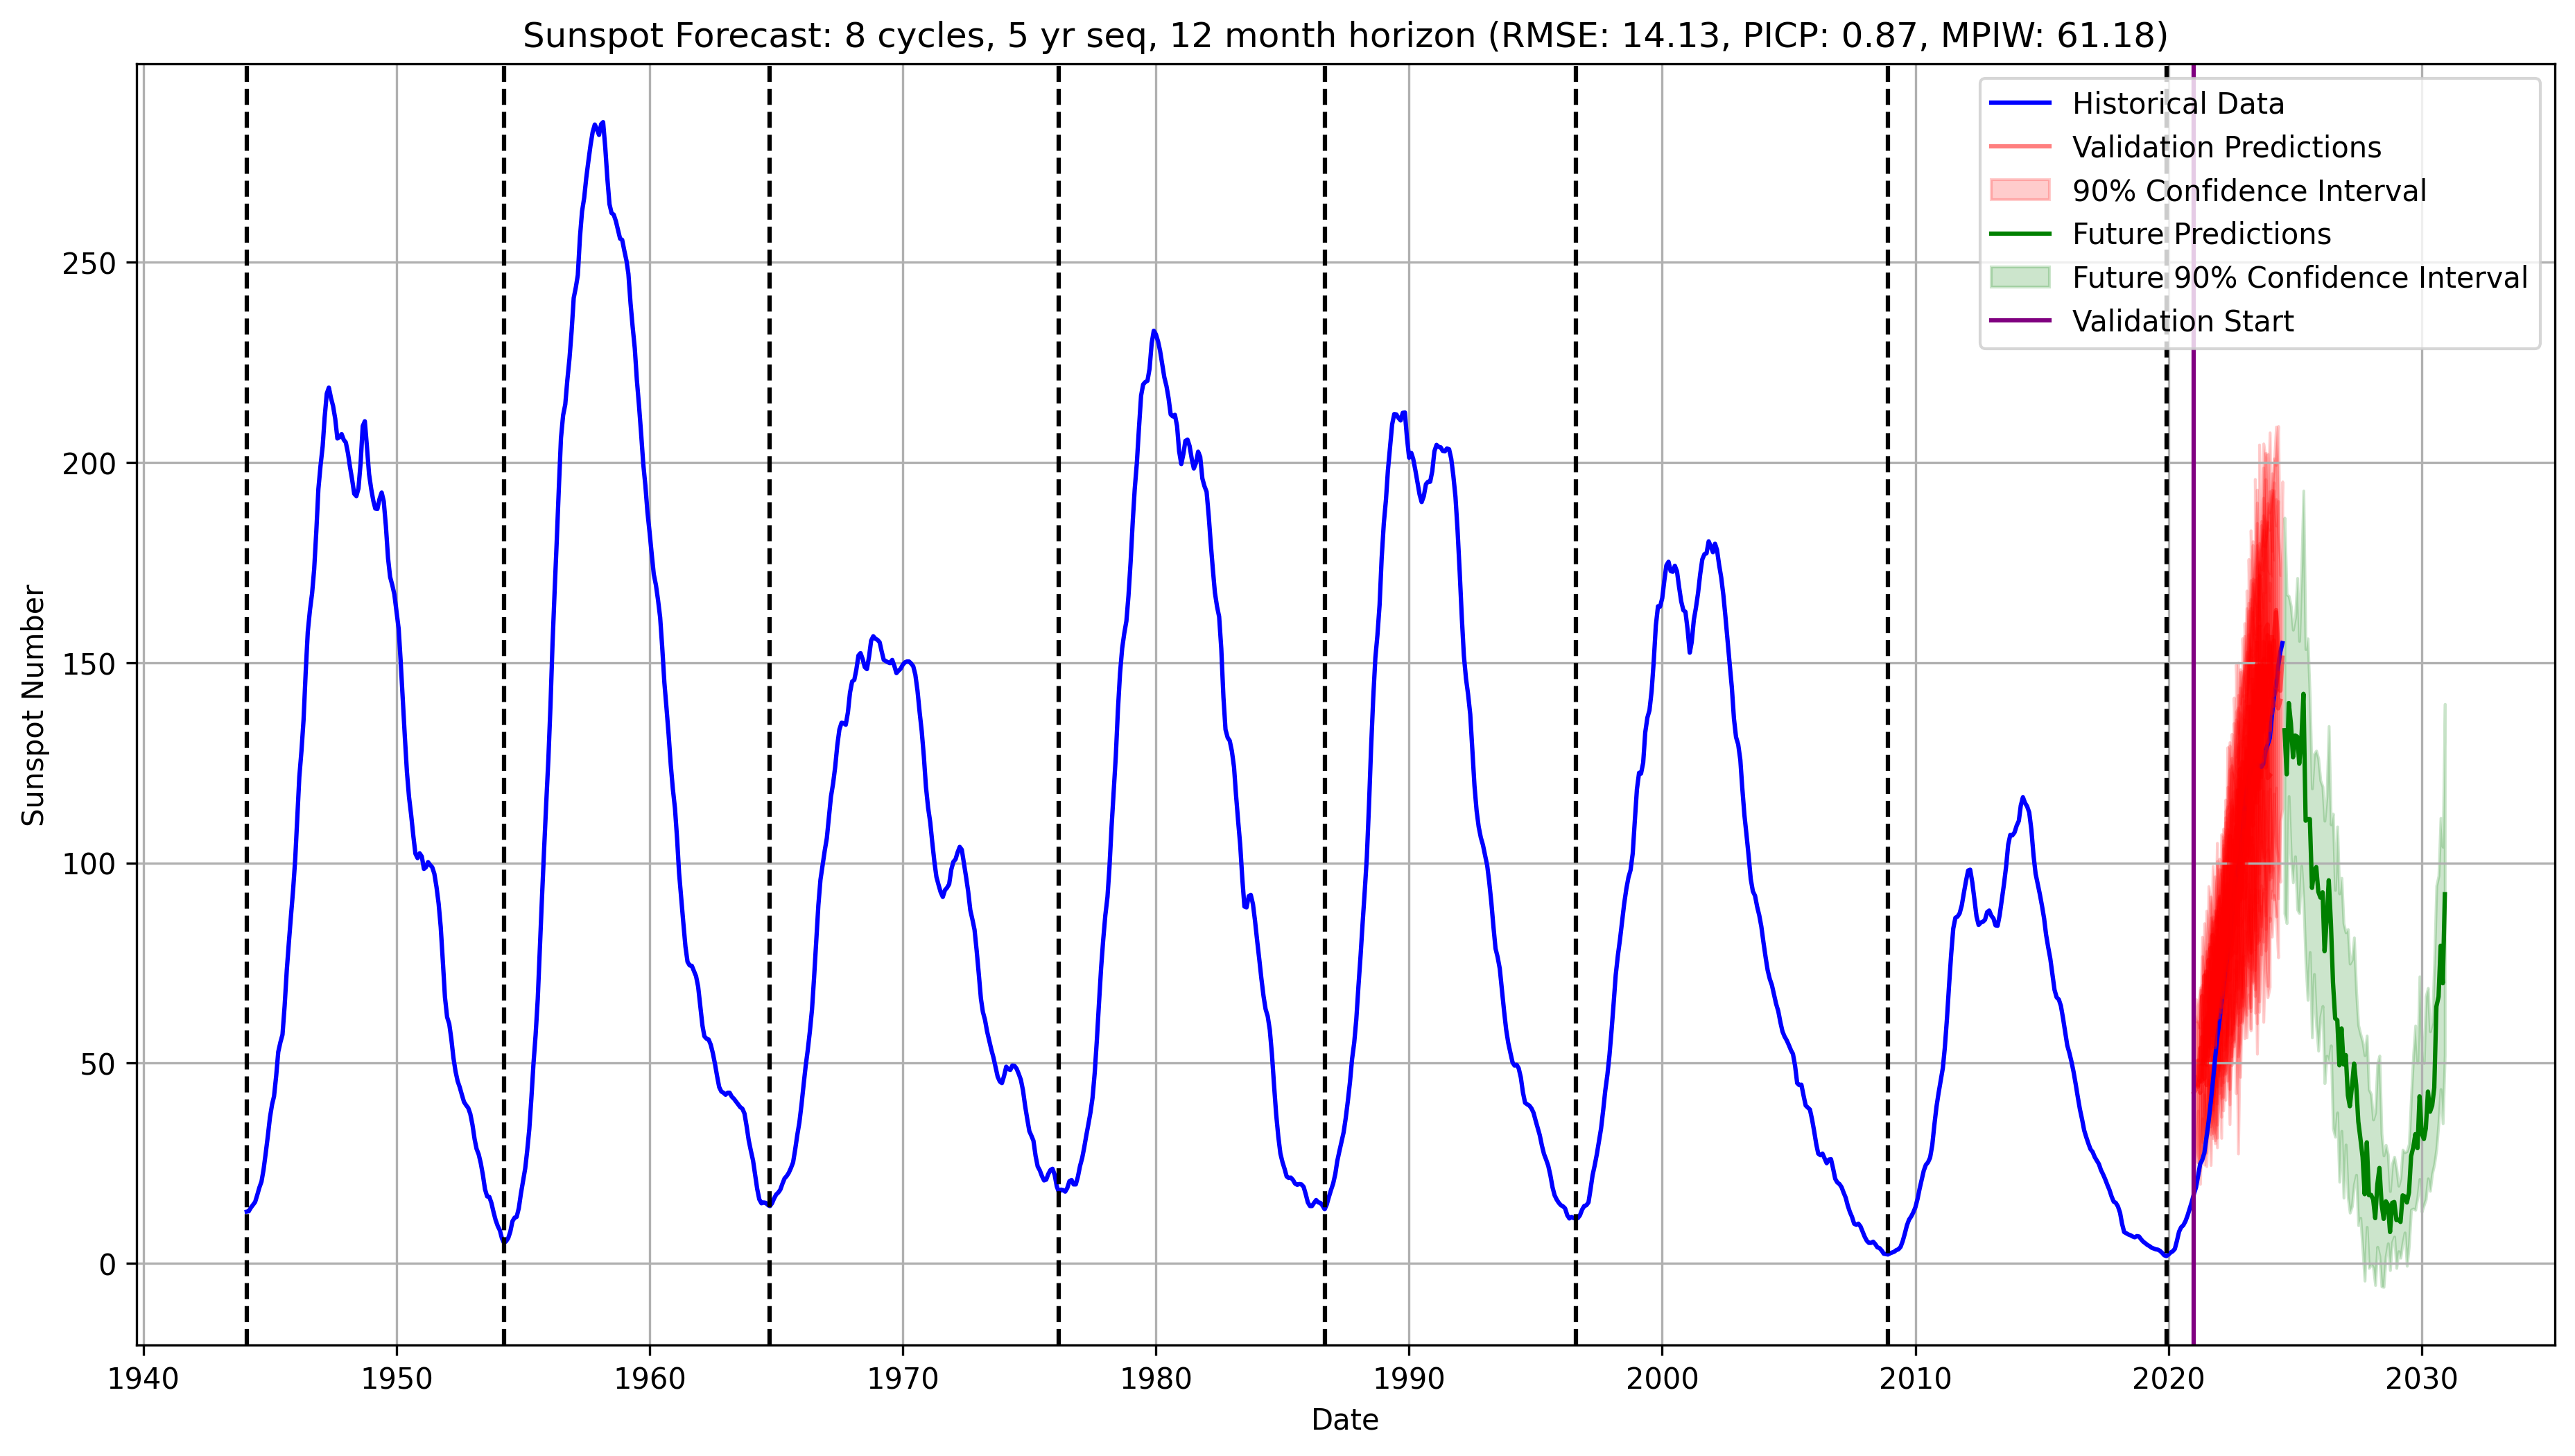 Sunspot Forecast: 8 cycles, 5 yr seq, 12 month horizon (RMSE: 14.13, PICP: 0.87, MPIW: 61.18)
Historical Data
Validation Predictions
90% Confidence Interval
Future Predictions
Future 90% Confidence Interval
Validation Start
Sunspot Number
250
200
150
100
50
0
1940 1950 1960 1970 1980 1990 2000 2010 2020 2030
Date